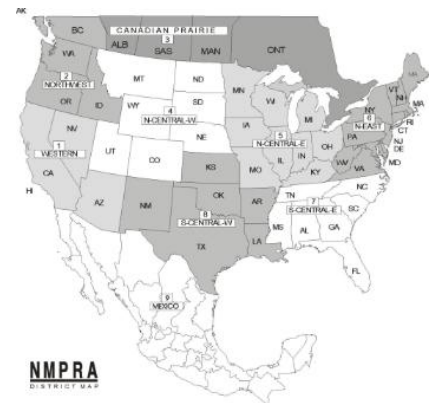 AK
BC
ALB
CANADIAN PRAIRIE
3
SAS
MAN
ONT
WA
2
NORTHWEST
OR
ID
MT
ND
MN
WY
SD
4
N-CENTRAL-W
NE
WI
MI
IA
5
N-CENTRAL-E
IL
IN
OH
MO
KY
VT
NH
MA
NY
6
N-EAST
RI
CT
PA
NJ
DE
MD
WV
VA
NV
1
WESTERN
CA
UT
CO
KS
HI
AZ
NM
OK
AR
8
S-CENTRAL-W
TX
LA
TN
NC
7
S-CENTRAL-E
SC
MS
AL
GA
FL
9
MEXICO
NMPRA
DISTRICT MAP